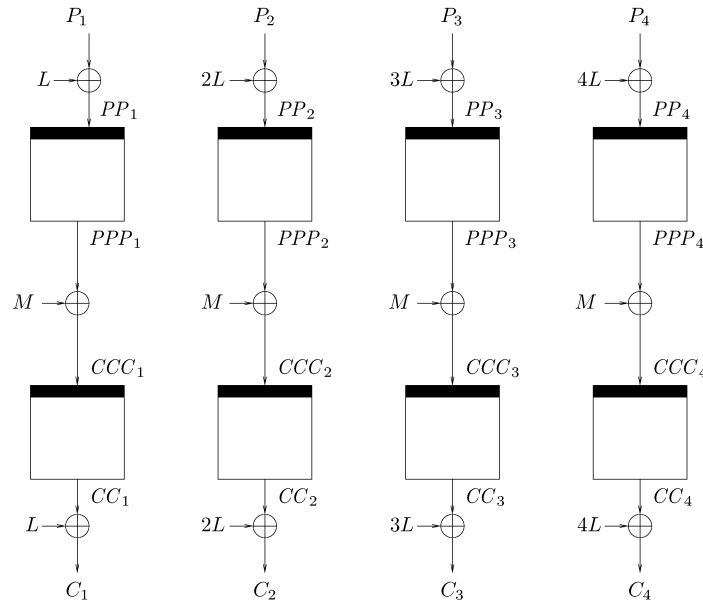 P₁ P₂ P₃ P₄
L 2L 3L 4L
PP₁ PP₂ PP₃ PP₄
PPP₁ PPP₂ PPP₃ PPP₄
M M M M
CCC₁ CCC₂ CCC₃ CCC₄
CC₁ CC₂ CC₃ CC₄
L 2L 3L 4L
C₁ C₂ C₃ C₄